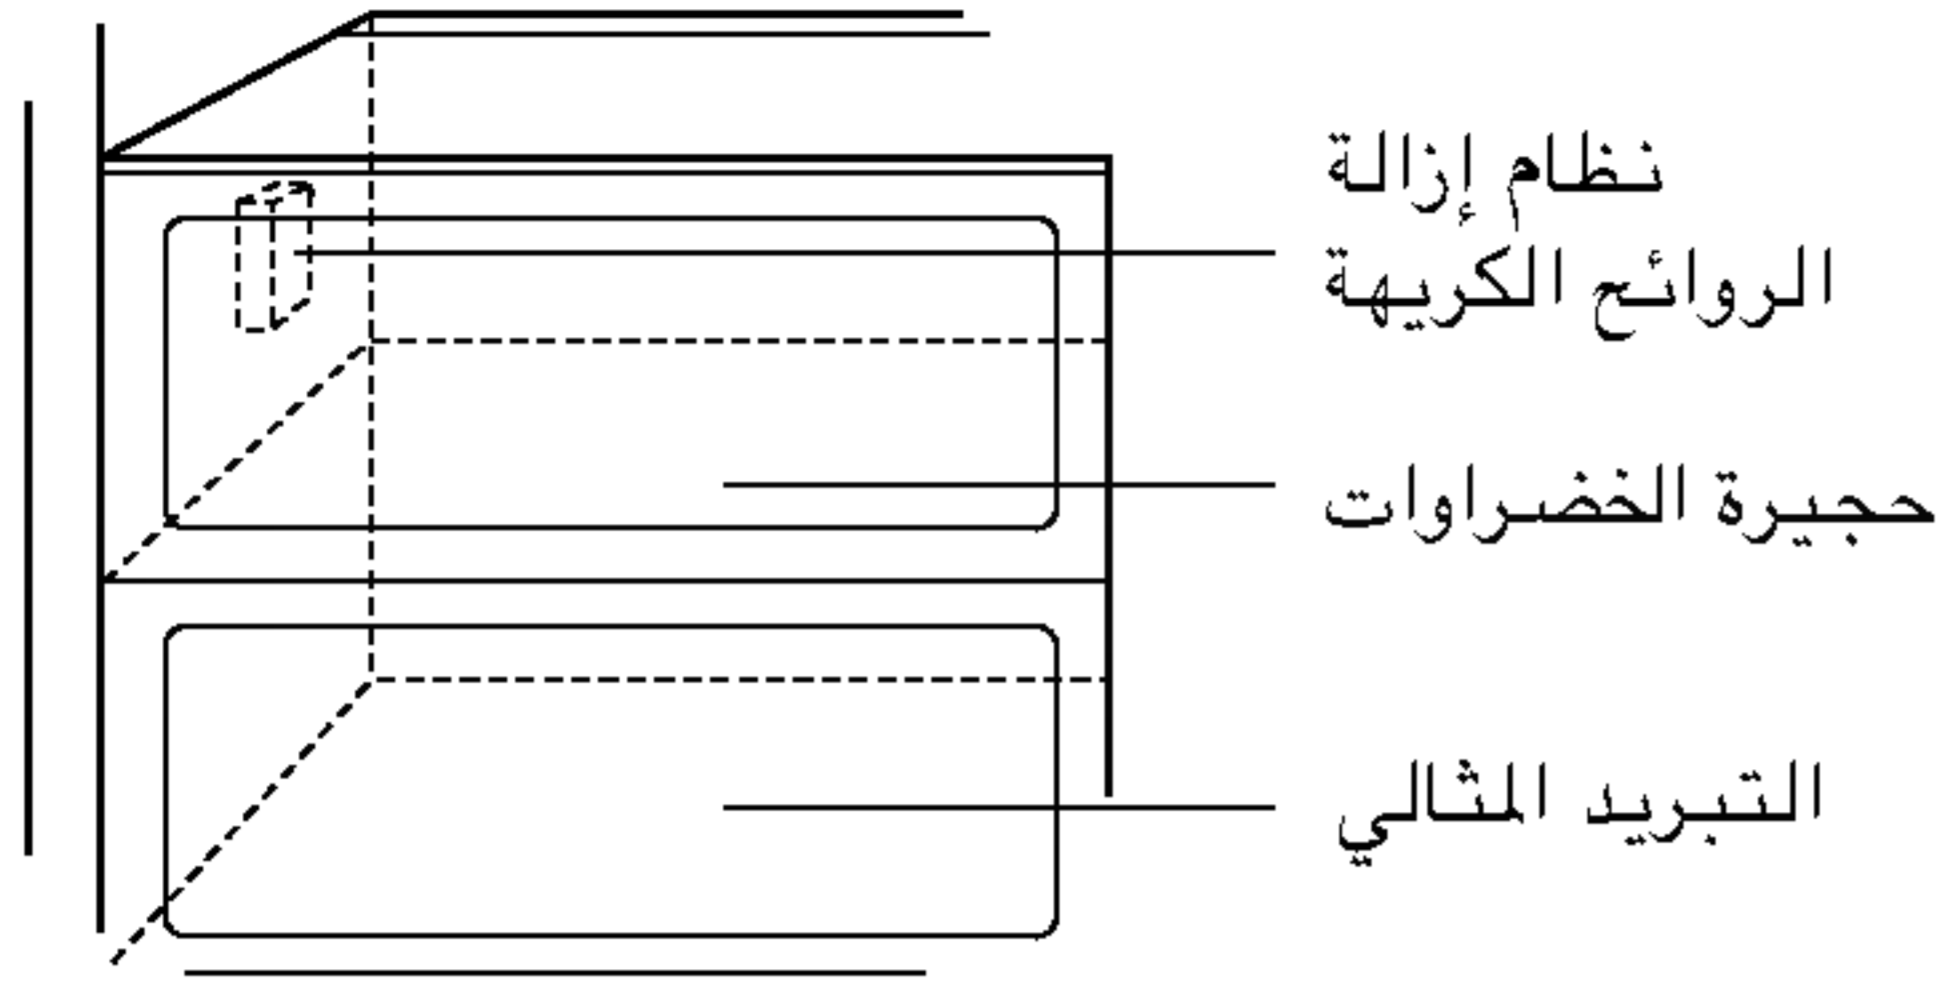 نظام إزالة
الروائح الكريهة
حجيرة الخضراوات
التبريد المثالي